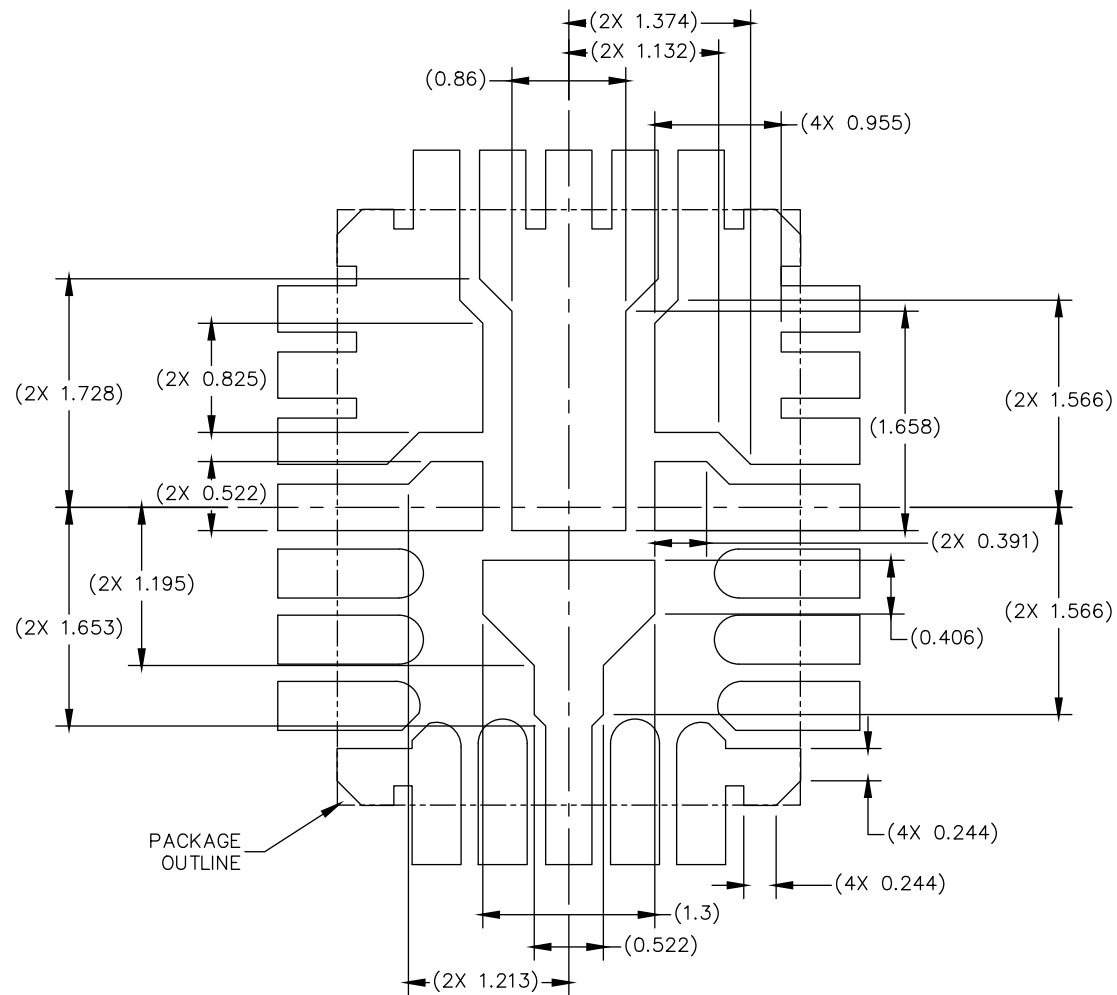 (2X 1.374)
(2X 1.132)
(0.86)
(4X 0.955)
(2X 1.728)
(2X 0.825)
(1.658)
(2X 1.566)
(2X 0.522)
(2X 0.391)
(2X 1.195)
(2X 1.653)
(2X 1.566)
(0.406)
PACKAGE
OUTLINE
(4X 0.244)
(4X 0.244)
(1.3)
(0.522)
(2X 1.213)